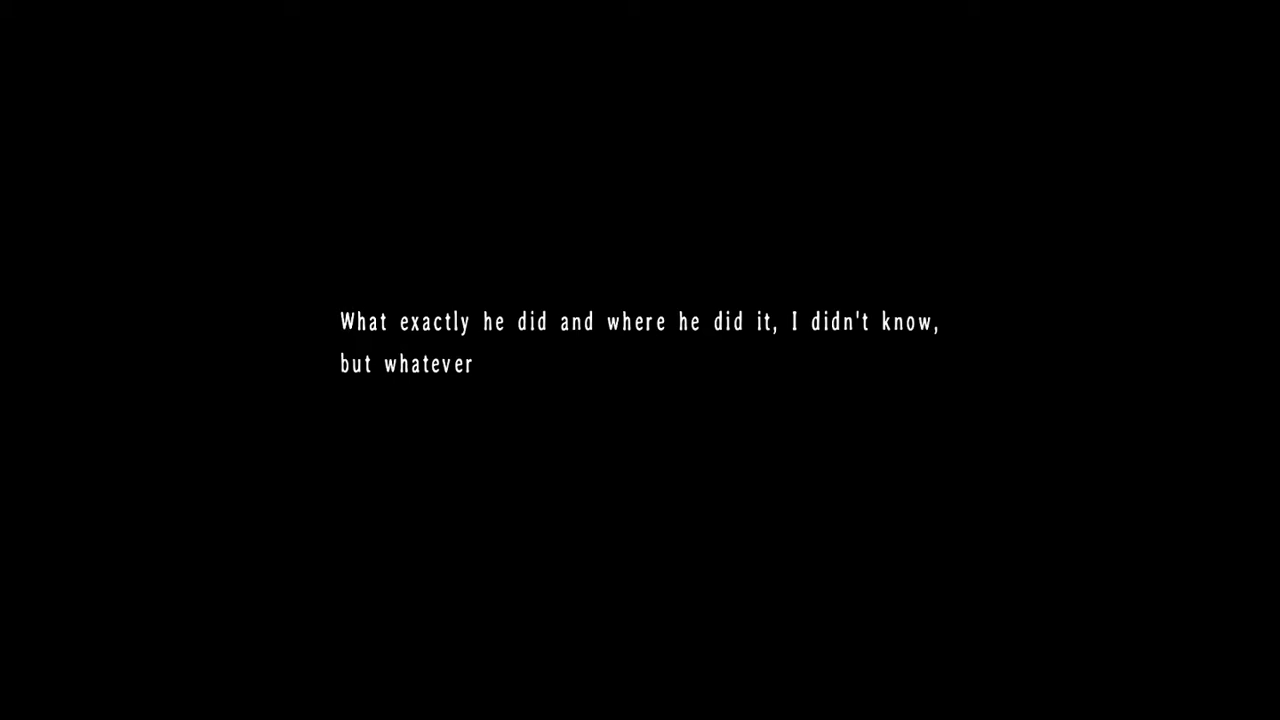 What exactly he did and where he did it, I didn't know,
but whatever